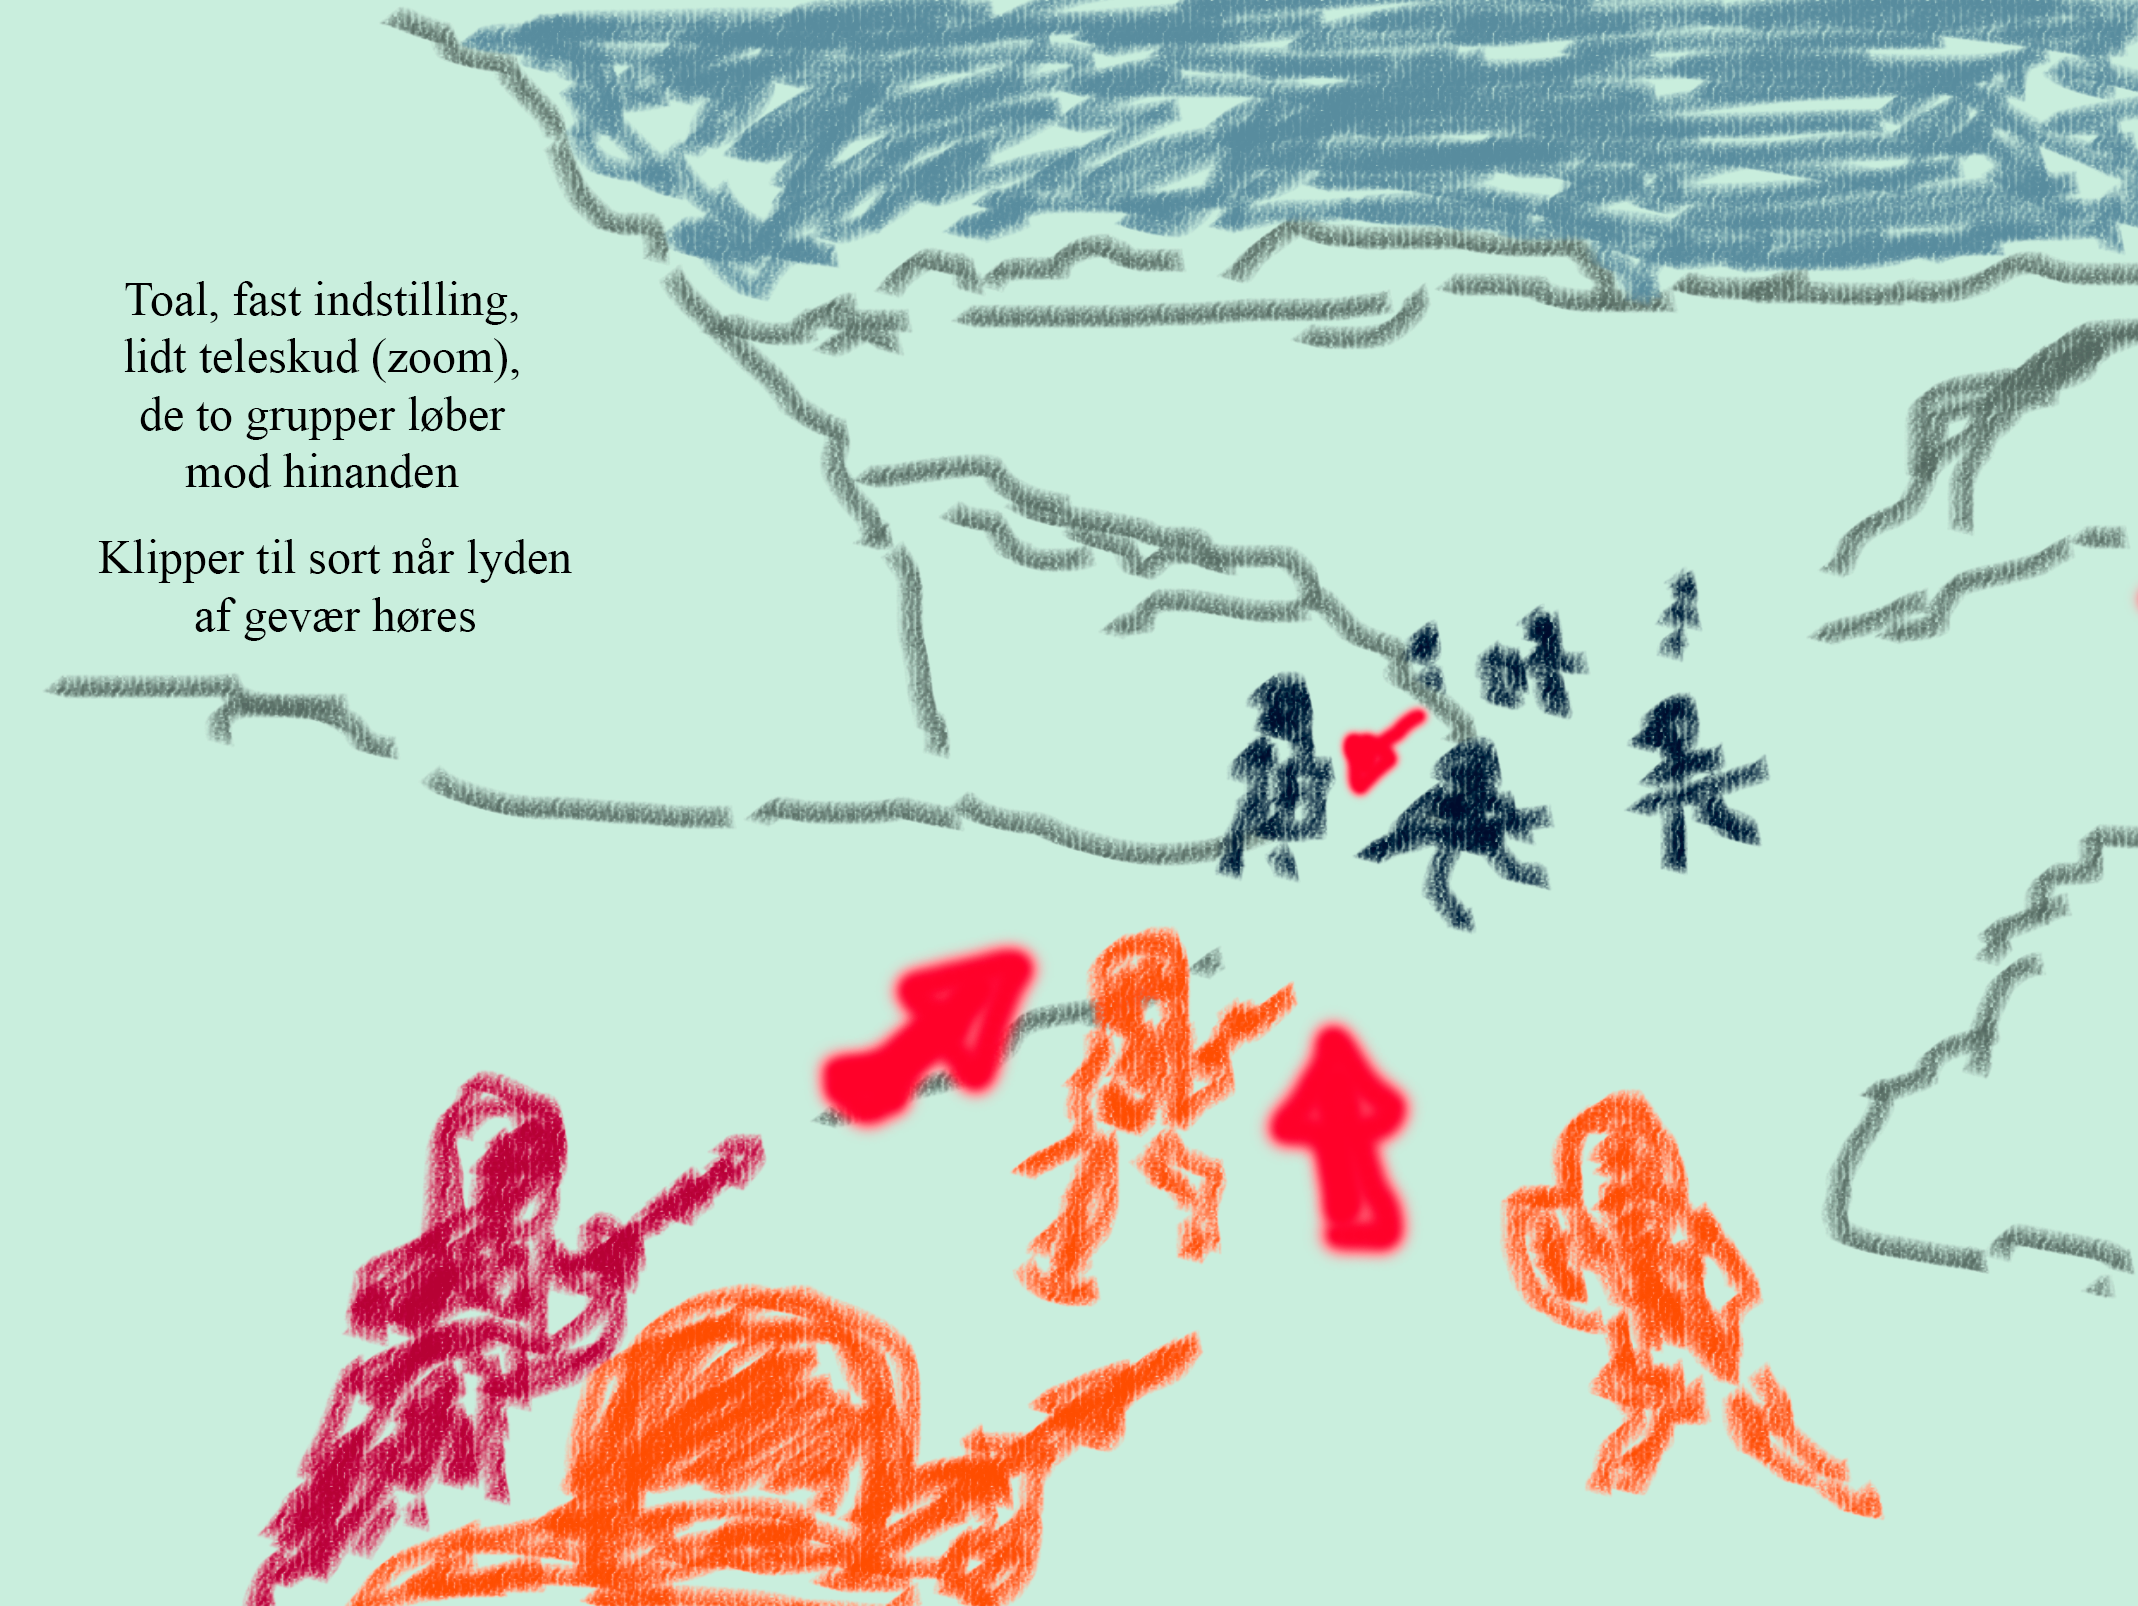 Toal, fast indstilling,
lidt teleskud (zoom),
de to grupper løber
mod hinanden
Klipper til sort når lyden
af gevær høres